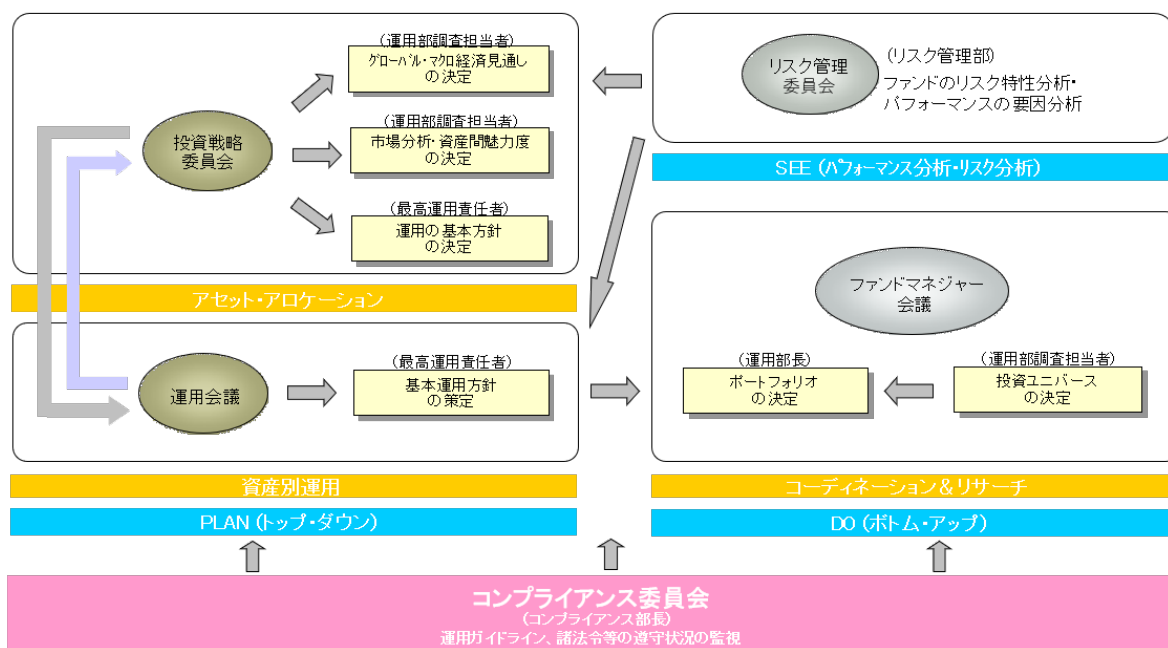 (運用部調査担当者)
グローバル・マクロ経済見通し
の決定
投資戦略
委員会
(運用部調査担当者)
市場分析・資産間魅力度
の決定
(最高運用責任者)
運用の基本方針
の決定
アセット・アロケーション
運用会議
(最高運用責任者)
基本運用方針
の策定
資産別運用
PLAN (トップ・ダウン)
リスク管理
委員会
(リスク管理部)
ファンドのリスク特性分析・
パフォーマンスの要因分析
SEE (パフォーマンス分析・リスク分析)
ファンドマネジャー
会議
(運用部長)
ポートフォリオ
の決定
(運用部調査担当者)
投資ユニバース
の決定
コーディネーション&リサーチ
DO (ボトム・アップ)
コンプライアンス委員会
(コンプライアンス部長)
運用ガイドライン、諸法令等の遵守状況の監視